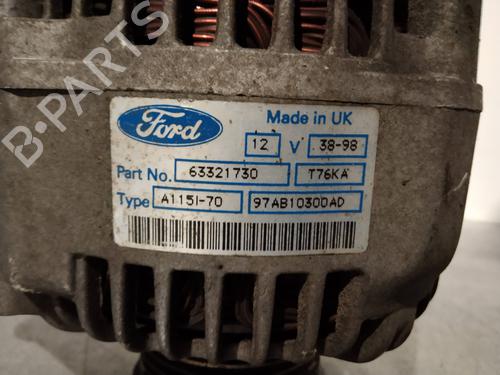 Ford
Made in UK
12 V 38-98
Part No. 63321730 T76KA
Type A115I-70 97AB10300AD
B-PARTS